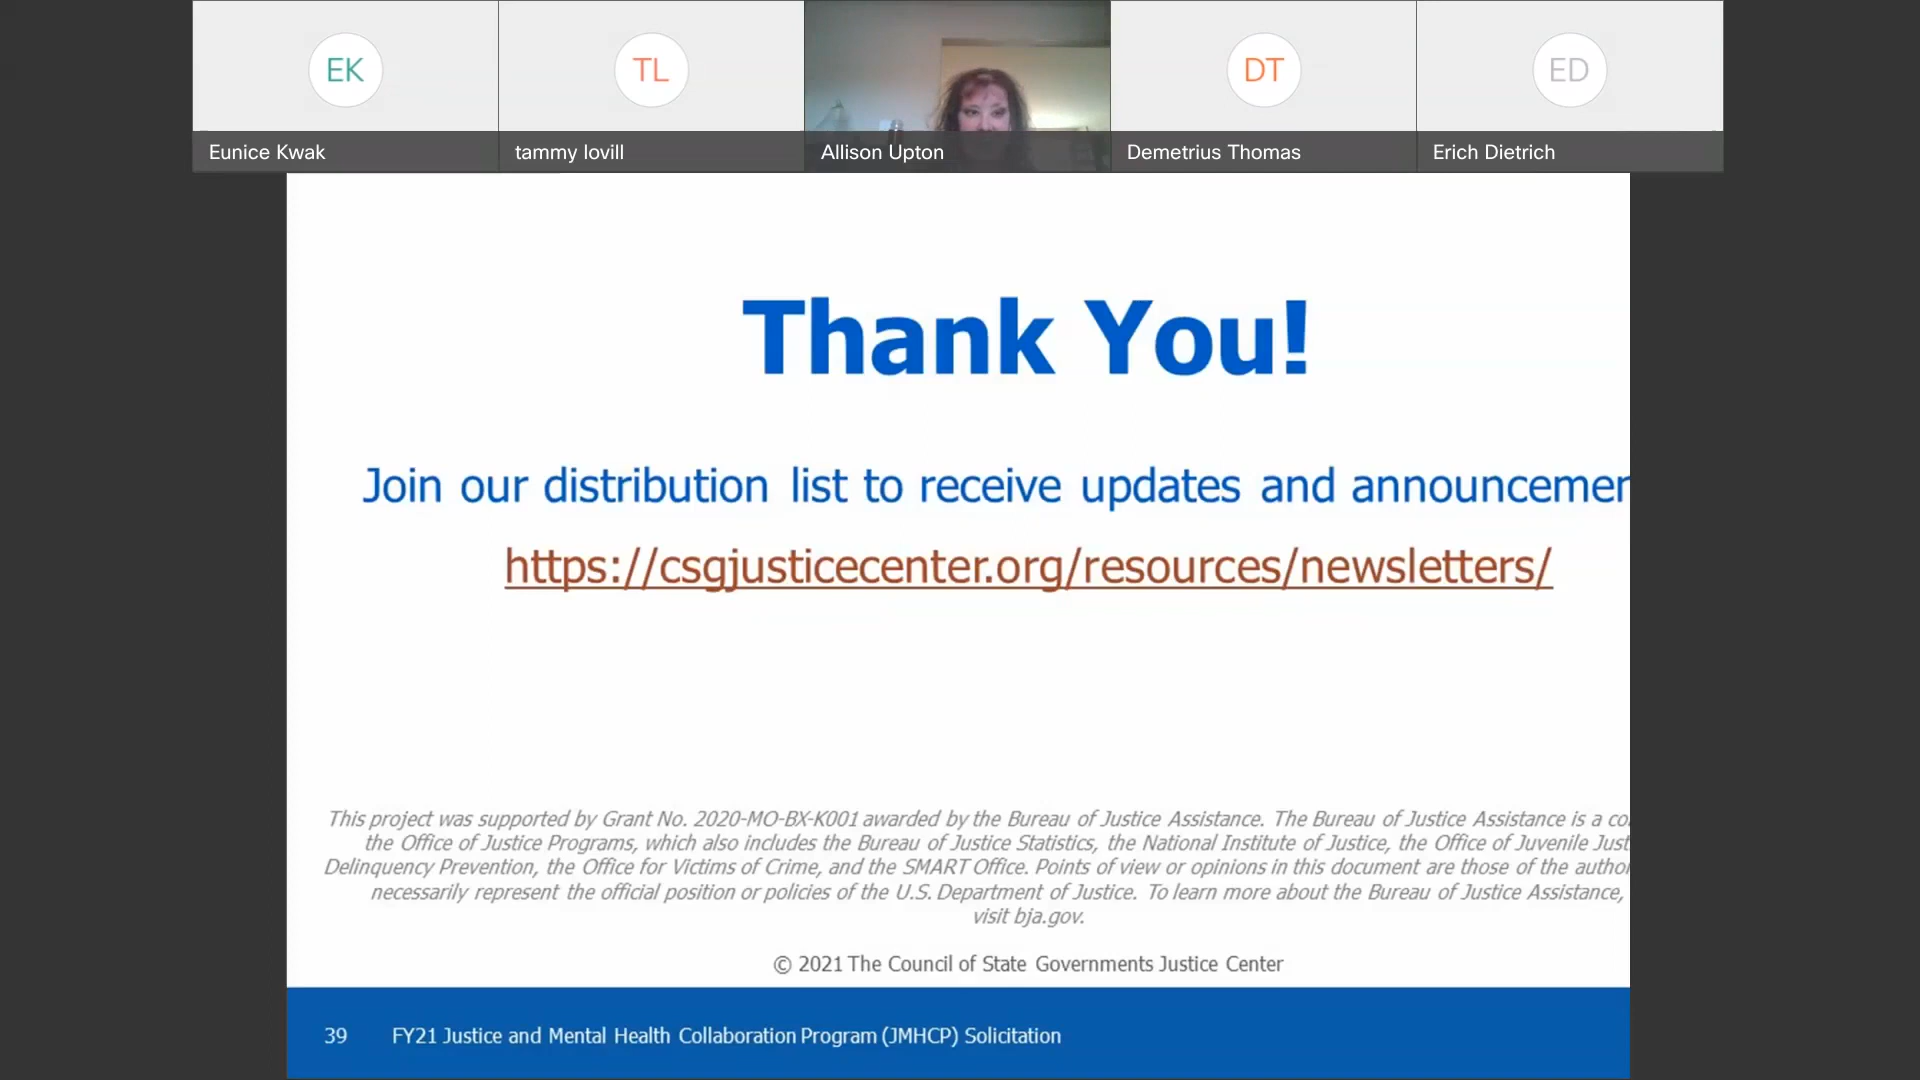 EK
TL
DT
ED
Eunice Kwak
tammy lovill
Allison Upton
Demetrius Thomas
Erich Dietrich
Thank You!
Join our distribution list to receive updates and
https://csgjusticecenter.org/resources/newsletters/
This project was supported by Grant No. 2020-MO-BX-K001 awarded by the Bureau of Justice Assistance. The Bureau of Justice Assistance is a
the Office of Justice Programs, which also includes the Bureau of Justice Statistics, the National Institute of Justice, the Office of Juvenile
Delinquency Prevention, the Office for Victims of Crime, and the SMART Office. Points of view or opinions in this document are those of the
necessarily represent the official position or policies of the U.S. Department of Justice. To learn more about the Bureau of Justice Assistance,
visit bja.gov.
© 2021 The Council of State Governments Justice Center
39 FY21 Justice and Mental Health Collaboration Program (JMHCP) Solicitation